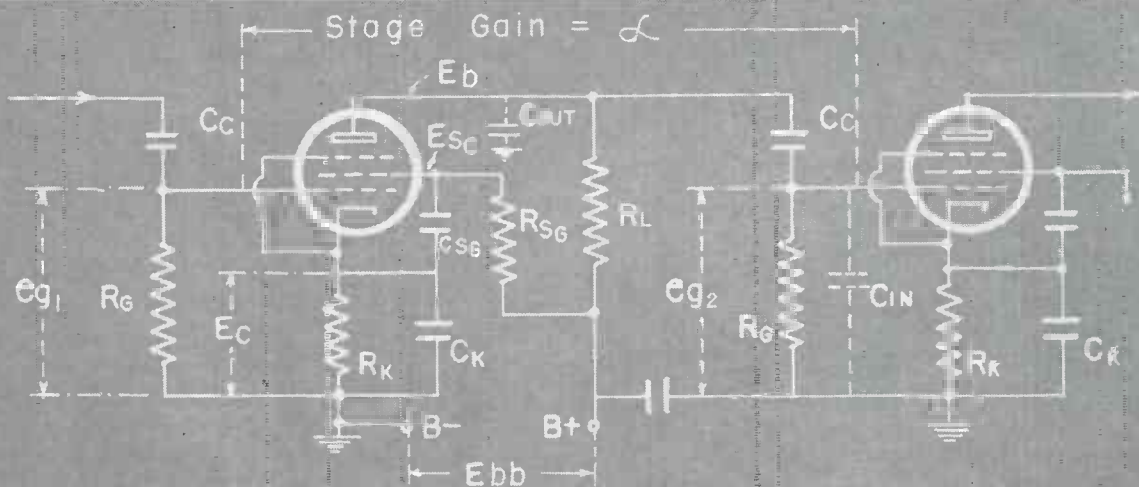 Stage Gain = α
Eb
CC
COUT
ESC
CC
eg1
RG
EC
RK
CSG
CK
RSG
RL
eg2
RG
CIN
RK
CK
B-
B+
Ebb